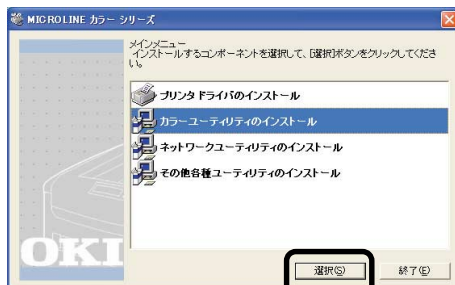 MICROLINE カラー シリーズ
メインメニュー
インストールするコンポーネントを選択して、[選択]ボタンをクリックしてくださ
い。
プリンタ ドライバのインストール
カラーユーティリティのインストール
ネットワークユーティリティのインストール
その他各種ユーティリティのインストール
OKI
選択(S)
終了(E)